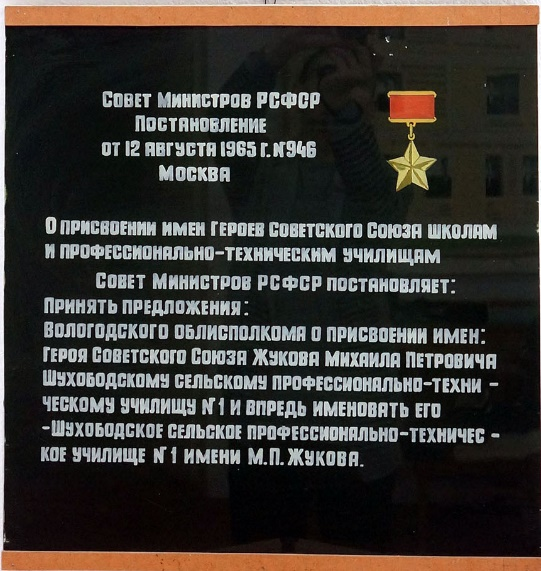 Совет Министров РСФСР
Постановление
от 12 августа 1965 г. №946
Москва
О присвоении имен Героев Советского Союза школам
и профессионально-техническим училищам
Совет Министров РСФСР постановляет:
принять предложения:
Вологодского облисполкома о присвоении имен:
Героя Советского Союза Жукова Михаила Петровича
Шухободскому сельскому профессионально-техни -
ческому училищу №1 и впредь именовать его
-Шухободское сельское профессионально-техничес -
кое училище №1 имени М.П. Жукова.